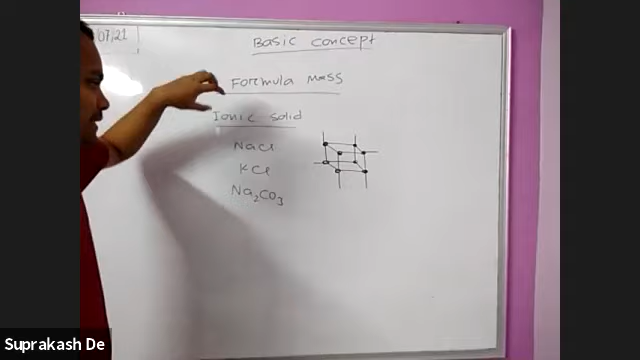 07/21
Basic concept
Formula mass
Ionic solid
NaCl
KCl
Na2CO3
Suprakash De